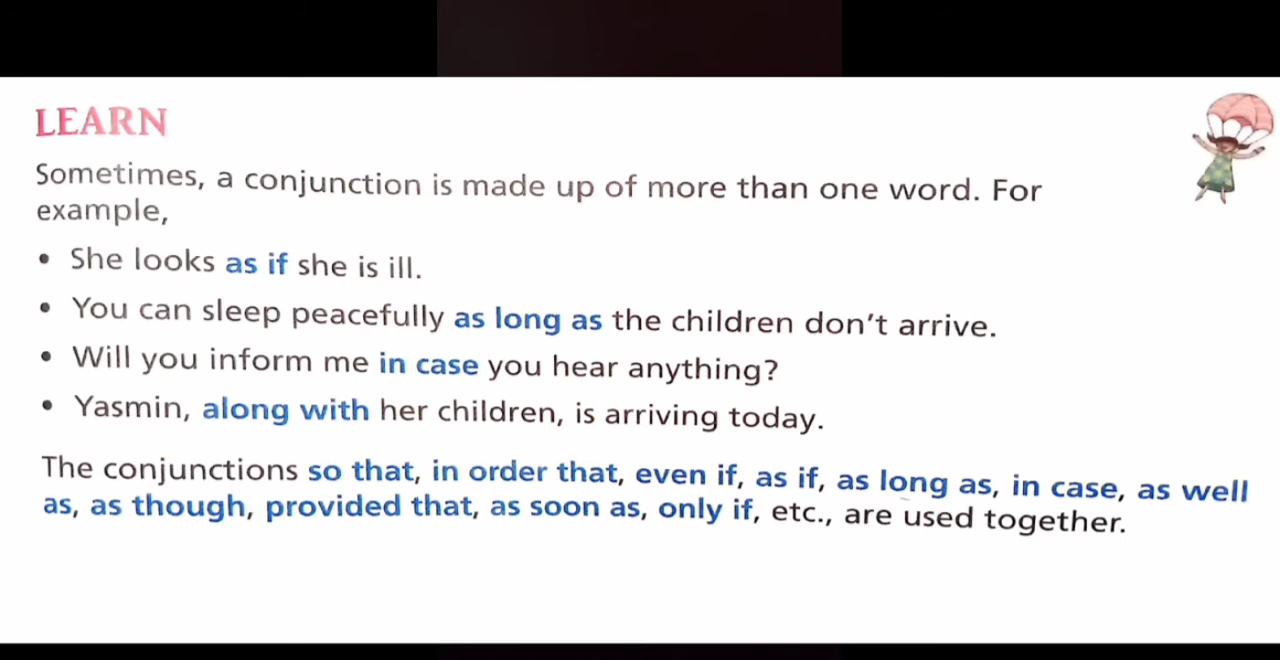 LEARN
Sometimes, a conjunction is made up of more than one word. For
example,
• She looks as if she is ill.
• You can sleep peacefully as long as the children don't arrive.
• Will you inform me in case you hear anything?
• Yasmin, along with her children, is arriving today.
The conjunctions so that, in order that, even if, as if, as long as, in case, as well
as, as though, provided that, as soon as, only if, etc., are used together.